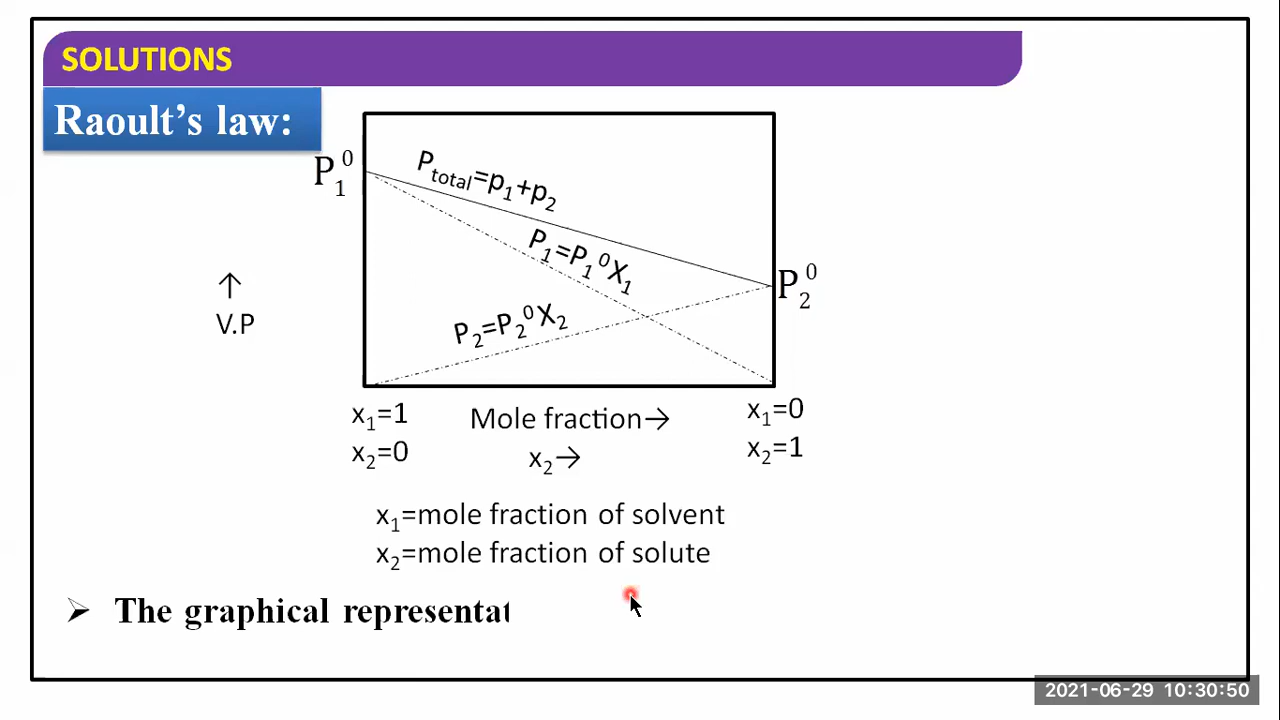 SOLUTIONS
Raoult's law:
P₁⁰
Pₜₒₜₐₗ=p₁+p₂
P₁=P₁⁰X₁
P₂⁰
↑
V.P
P₂=P₂⁰X₂
x₁=1
x₂=0
Mole fraction→
x₂→
x₁=0
x₂=1
x₁=mole fraction of solvent
x₂=mole fraction of solute
➢ The graphical representat
2021-06-29 10:30:50